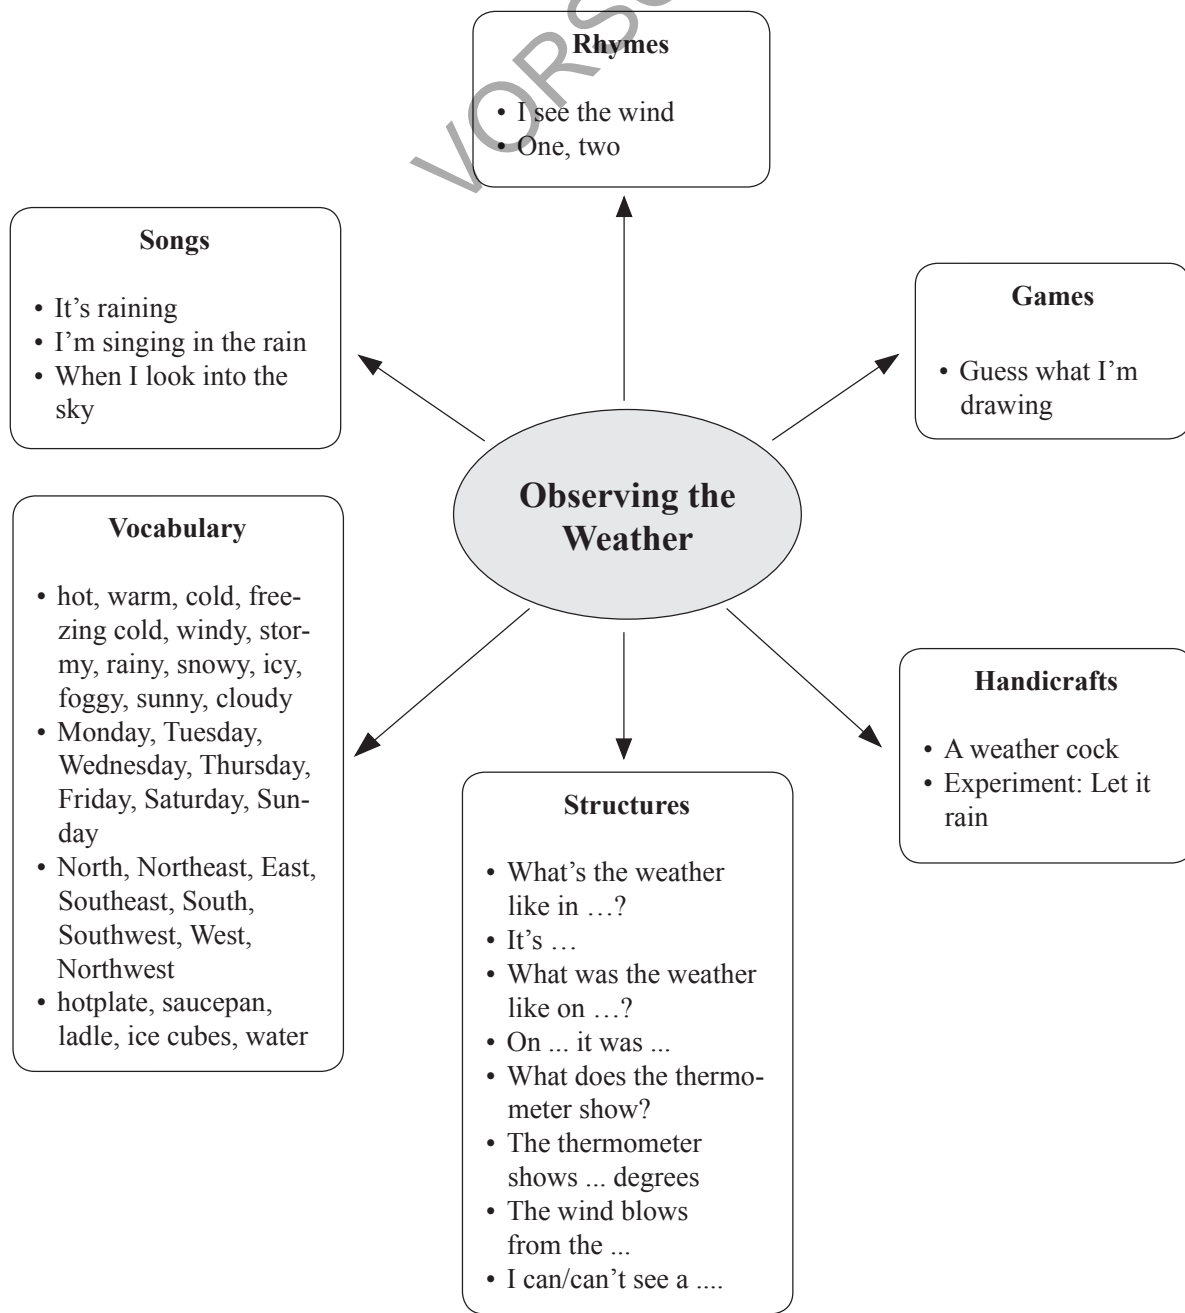 VORSC
Rhymes
• I see the wind
• One, two
Songs
• It’s raining
• I’m singing in the rain
• When I look into the
sky
Games
• Guess what I’m
drawing
Observing the
Weather
Vocabulary
• hot, warm, cold, free-
zing cold, windy, stor-
my, rainy, snowy, icy,
foggy, sunny, cloudy
• Monday, Tuesday,
Wednesday, Thursday,
Friday, Saturday, Sun-
day
• North, Northeast, East,
Southeast, South,
Southwest, West,
Northwest
• hotplate, saucepan,
ladle, ice cubes, water
Handicrafts
• A weather cock
• Experiment: Let it
rain
Structures
• What’s the weather
like in …?
• It’s …
• What was the weather
like on …?
• On ... it was ...
• What does the thermo-
meter show?
• The thermometer
shows ... degrees
• The wind blows
from the ...
• I can/can’t see a ....